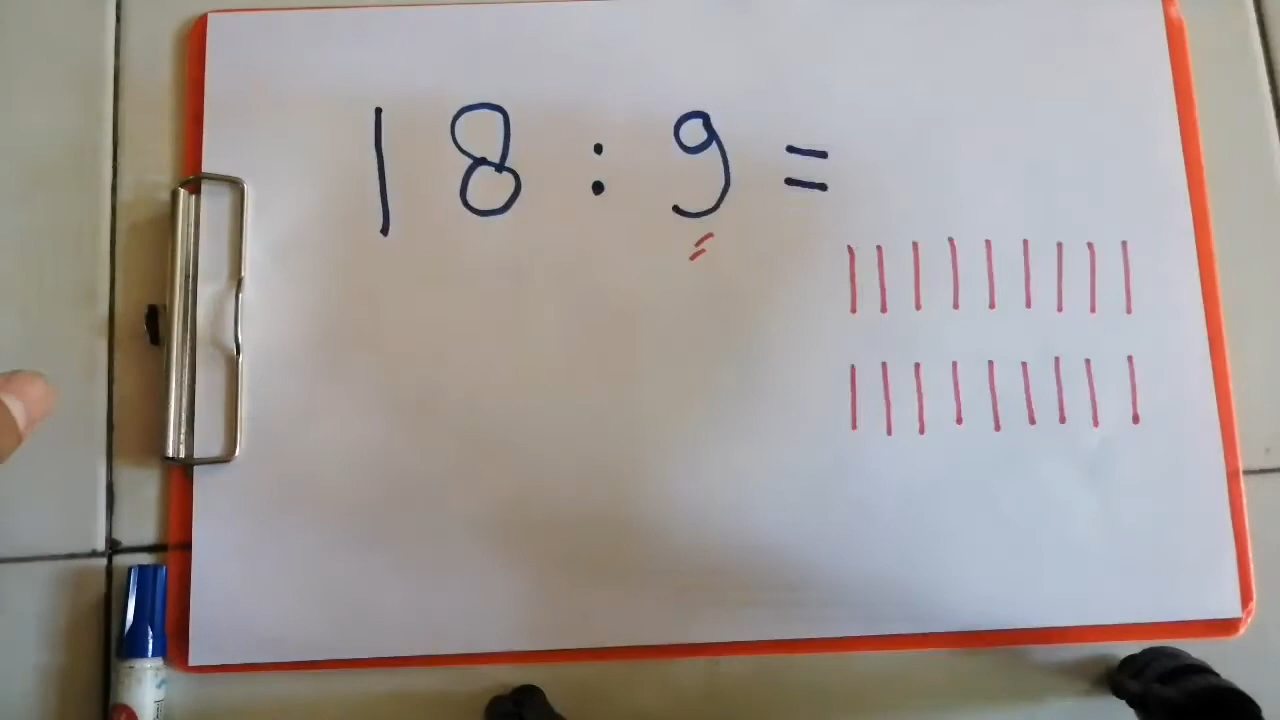 18 : 9 =